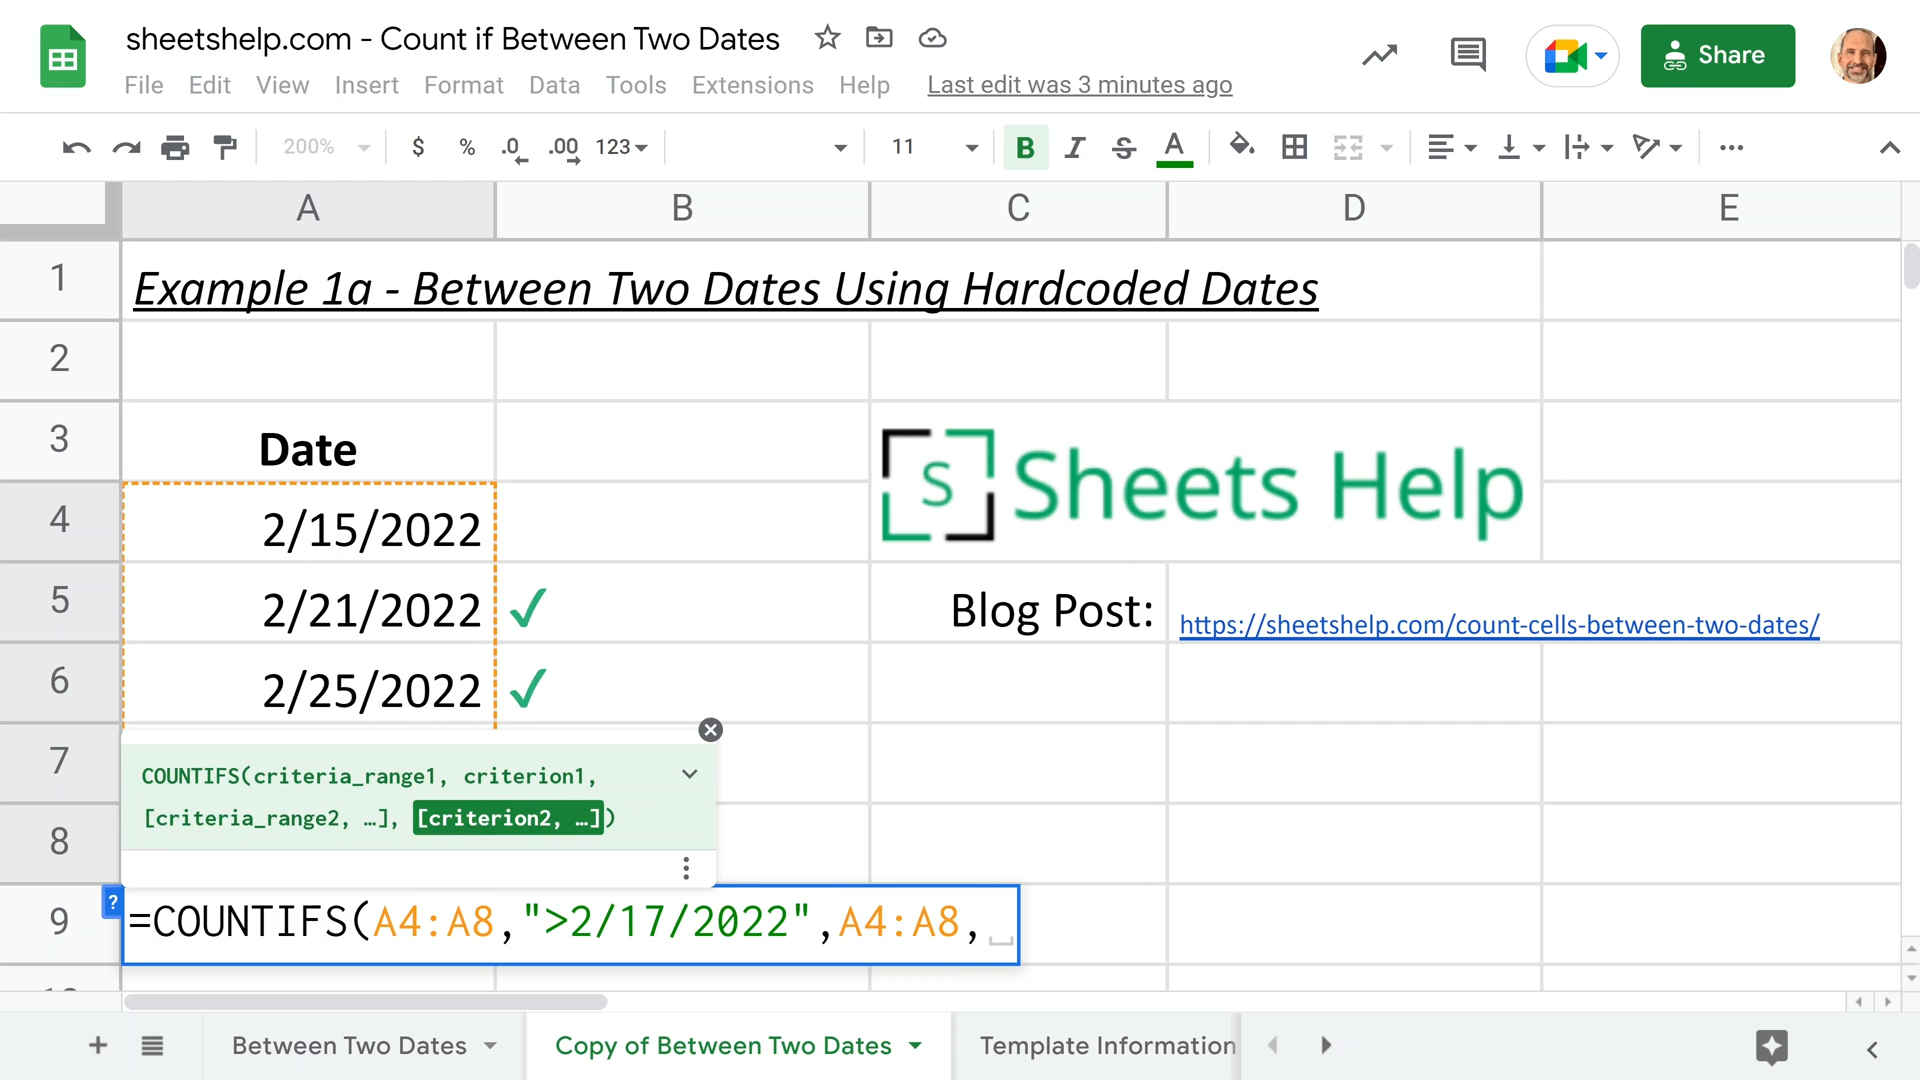 sheetshelp.com - Count if Between Two Dates
File Edit View Insert Format Data Tools Extensions Help Last edit was 3 minutes ago
Share
200% $ % .0 .00 123 11 B I S A
A B C D E
1 Example 1a - Between Two Dates Using Hardcoded Dates
2
3 Date
S Sheets Help
4 2/15/2022
5 2/21/2022 ✓ Blog Post: https://sheetshelp.com/count-cells-between-two-dates/
6 2/25/2022 ✓
7
COUNTIFS(criteria_range1, criterion1,
[criteria_range2, …], [criterion2, …])
8
9 ? =COUNTIFS(A4:A8,">2/17/2022",A4:A8,
Between Two Dates Copy of Between Two Dates Template Information